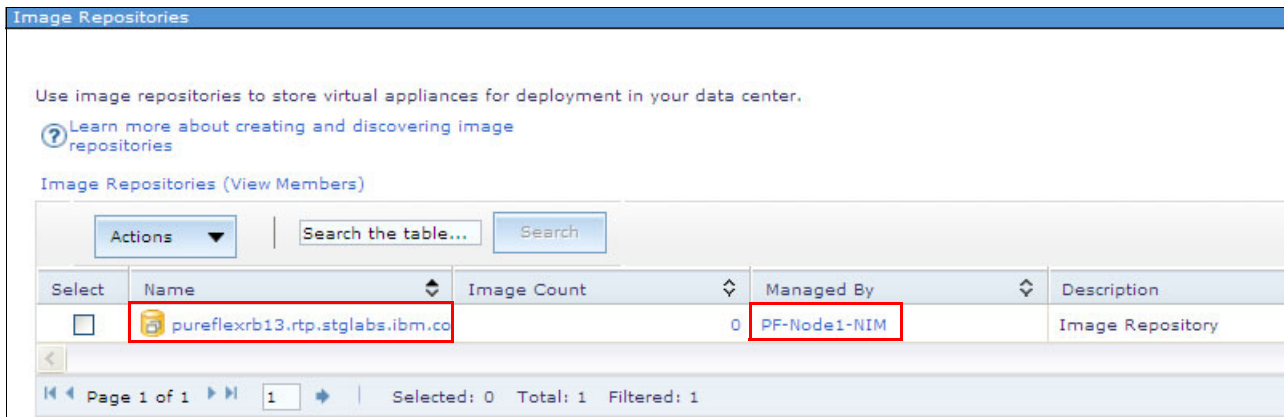 Image Repositories
Use image repositories to store virtual appliances for deployment in your data center.
? Learn more about creating and discovering image
repositories
Image Repositories (View Members)
Actions Search the table... Search
Select Name Image Count Managed By Description
pureflexrb13.rtp.stglabs.ibm.co 0 PF-Node1-NIM Image Repository
Page 1 of 1 1 Selected: 0 Total: 1 Filtered: 1